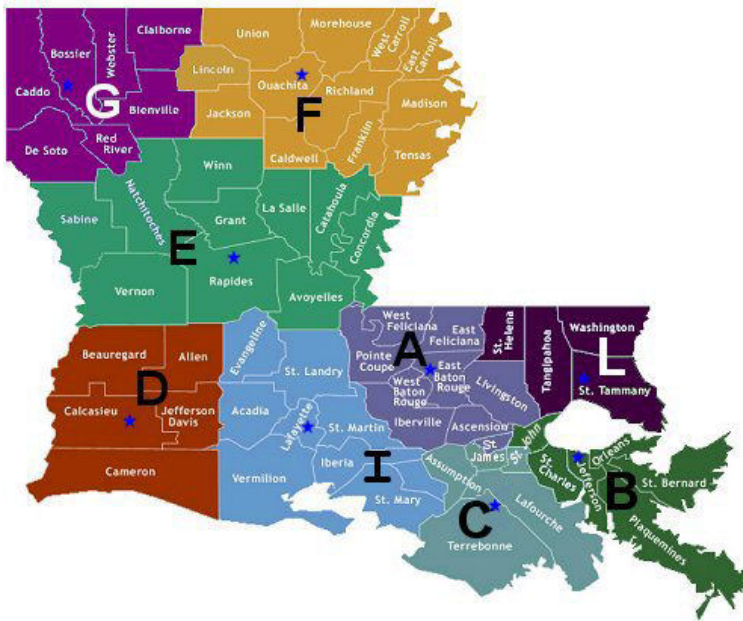 Claiborne
Bossier
Webster
Caddo
G
Bienville
De Soto
Red
River
Union
Morehouse
West
Carroll
East
Carroll
Lincoln
Ouachita
Richland
Madison
Jackson
F
Franklin
Caldwell
Tensas
Winn
Natchitoches
Sabine
Grant
La Salle
Catahoula
Concordia
E
Vernon
Rapides
Avoyelles
Beauregard
Allen
D
Calcasieu
Jefferson
Davis
Cameron
Evangeline
St. Landry
Acadia
Lafayette
St. Martin
Vermilion
Iberia
I
St. Mary
West
Feliciana
East
Feliciana
A
Pointe
Coupe
West
Baton
Rouge
East
Baton
Rouge
Livingston
Iberville
Ascension
St.
Helena
Tangipahoa
Washington
L
St. Tammany
St.
James
St. John
St.
Charles
Jefferson
Orleans
St. Bernard
B
Plaquemines
Assumption
C
Lafourche
Terrebonne